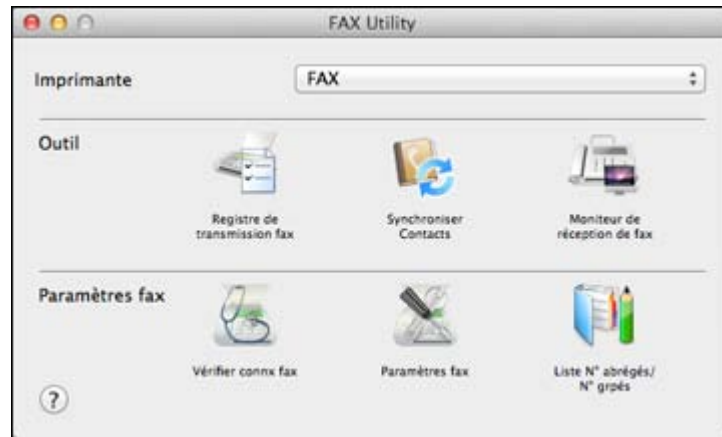 FAX Utility
Imprimante
FAX
Outil
Registre de
transmission fax
Synchroniser
Contacts
Moniteur de
réception de fax
Paramètres fax
Vérifier connx fax
Paramètres fax
Liste N° abrégés/
N° grpés
?